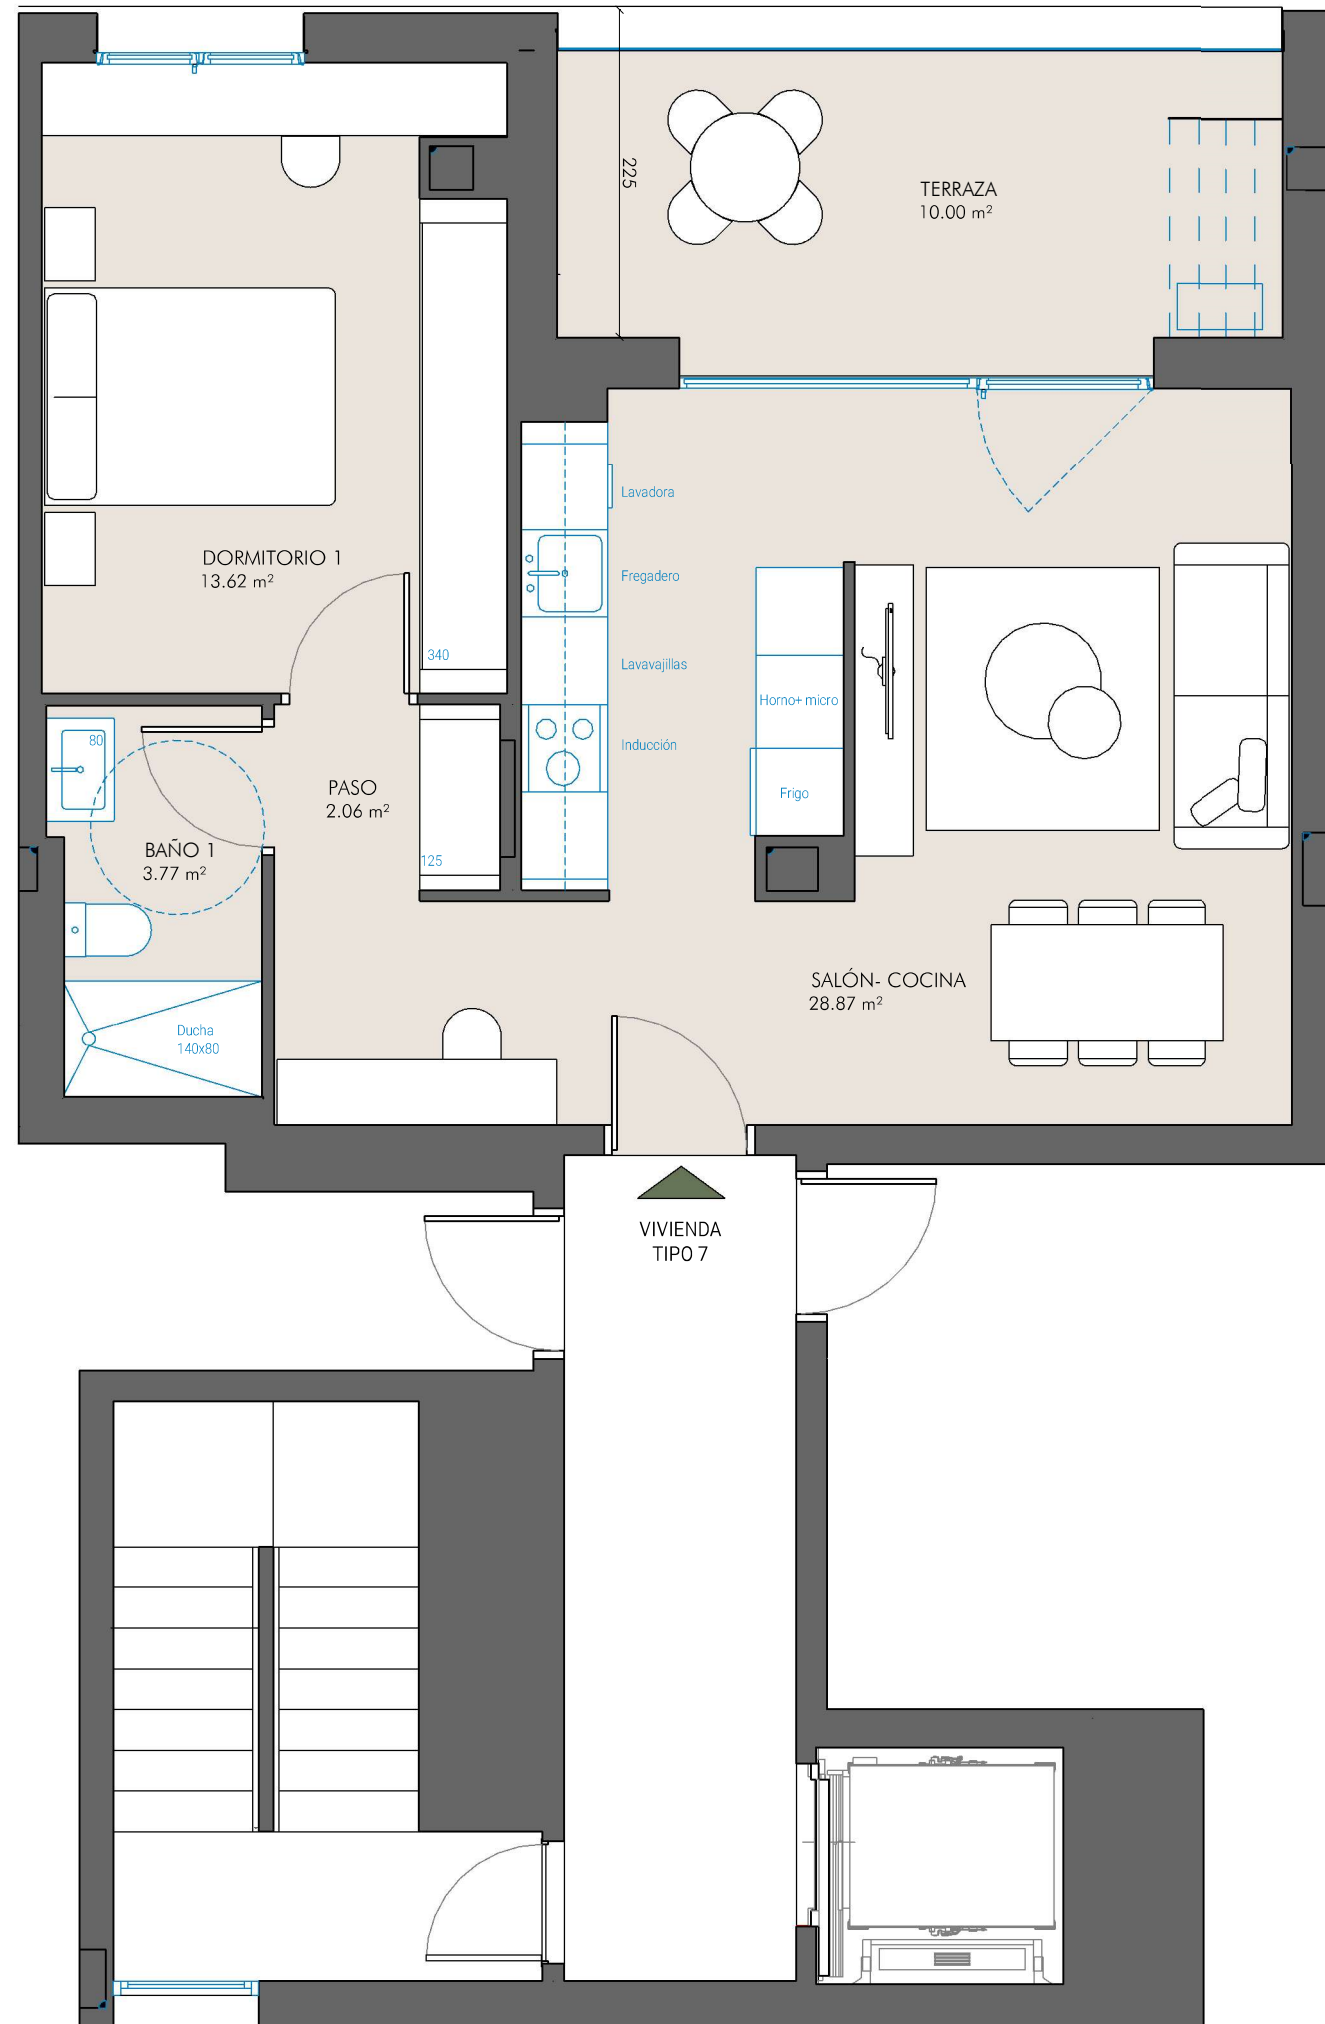 225
TERRAZA
10.00 m²
Lavadora
Fregadero
DORMITORIO 1
13.62 m²
340
Lavavajillas
Horno+ micro
80
Inducción
PASO
2.06 m²
Frigo
BAÑO 1
3.77 m²
125
SALÓN- COCINA
28.87 m²
Ducha
140x80
VIVIENDA
TIPO 7